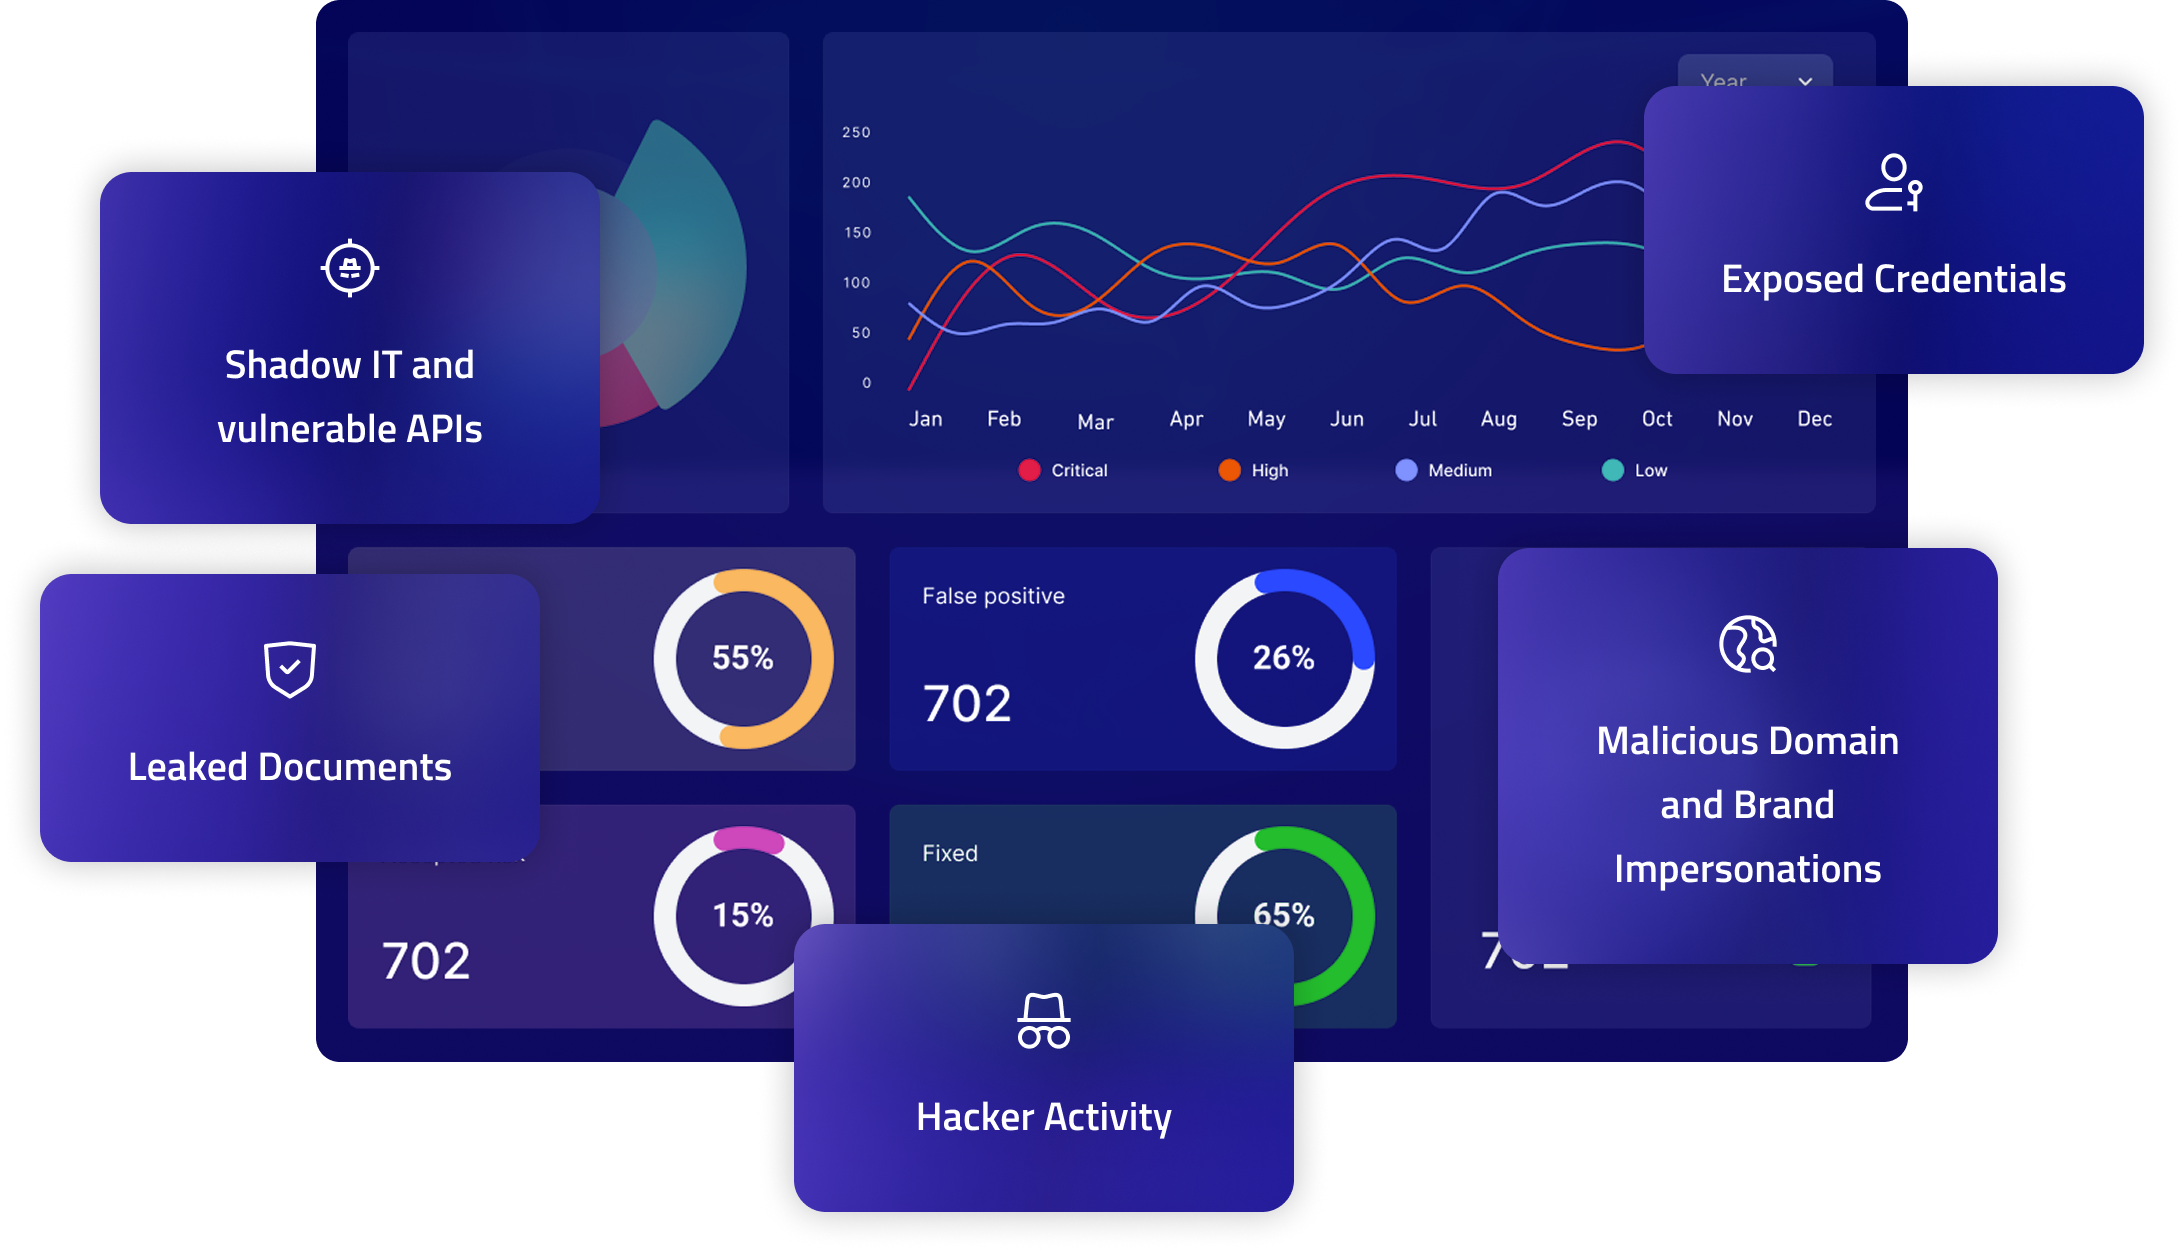 Year
250
200
150
100
50
0
Jan Feb Mar Apr May Jun Jul Aug Sep Oct Nov Dec
Critical High Medium Low
Exposed Credentials
Shadow IT and
vulnerable APIs
Leaked Documents
55%
False positive
702
26%
Malicious Domain
and Brand
Impersonations
702
15%
Fixed
65%
Hacker Activity